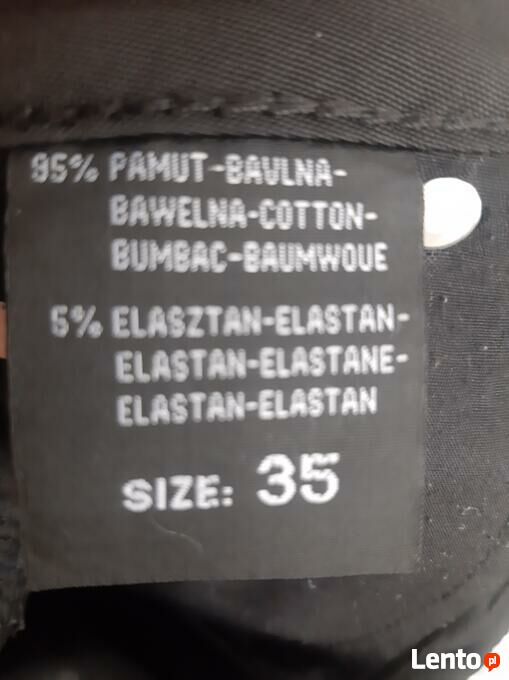 95% PAMUT-BAVLNA-
BAWELNA-COTTON-
BUMBAC-BAUMWOUE
5% ELASZTAN-ELASTAN-
ELASTAN-ELASTANE-
ELASTAN-ELASTAN
SIZE: 35
Lento.pl